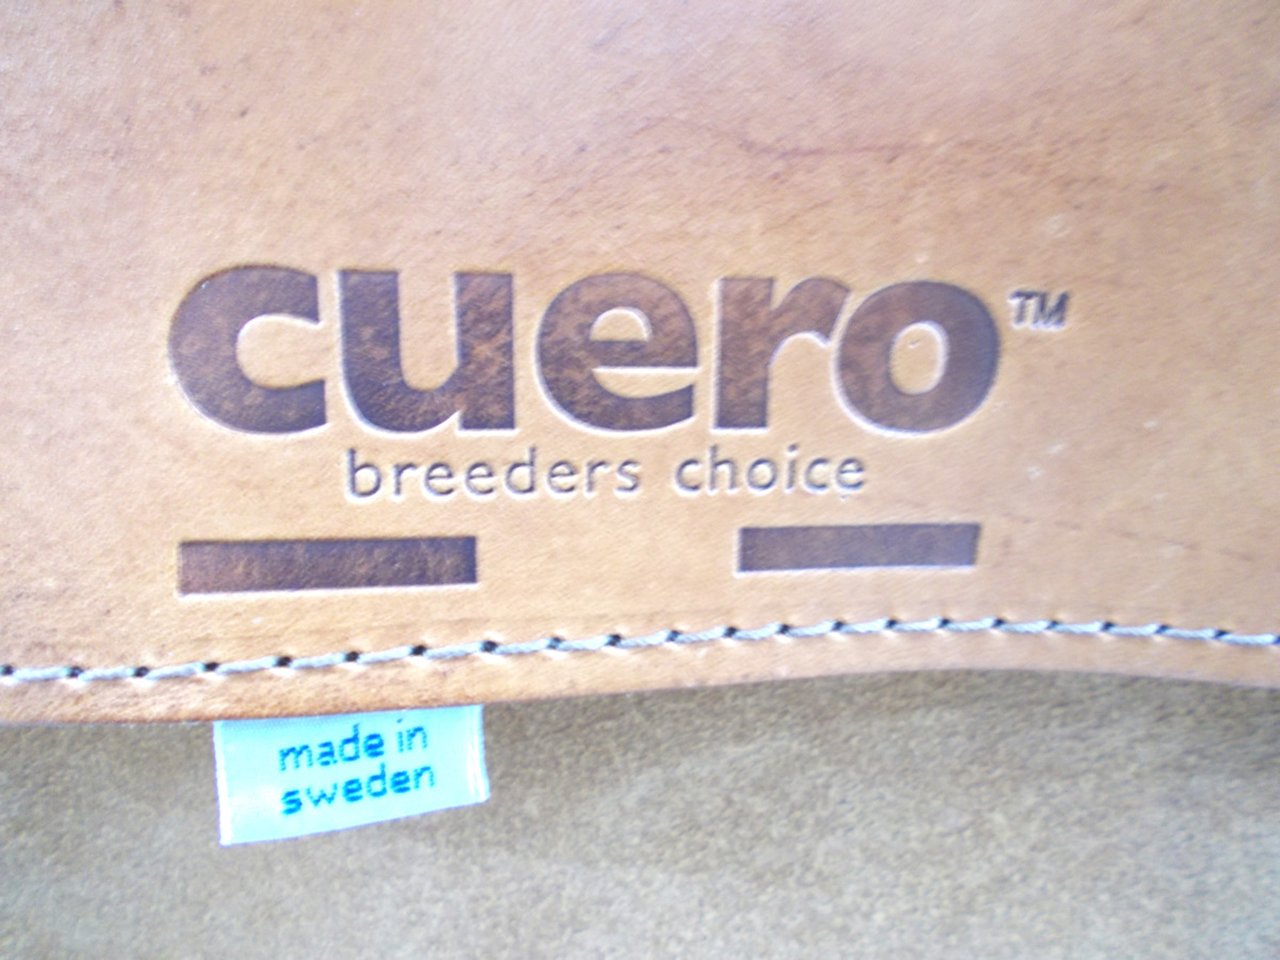 cuero™
breeders choice
made in
sweden